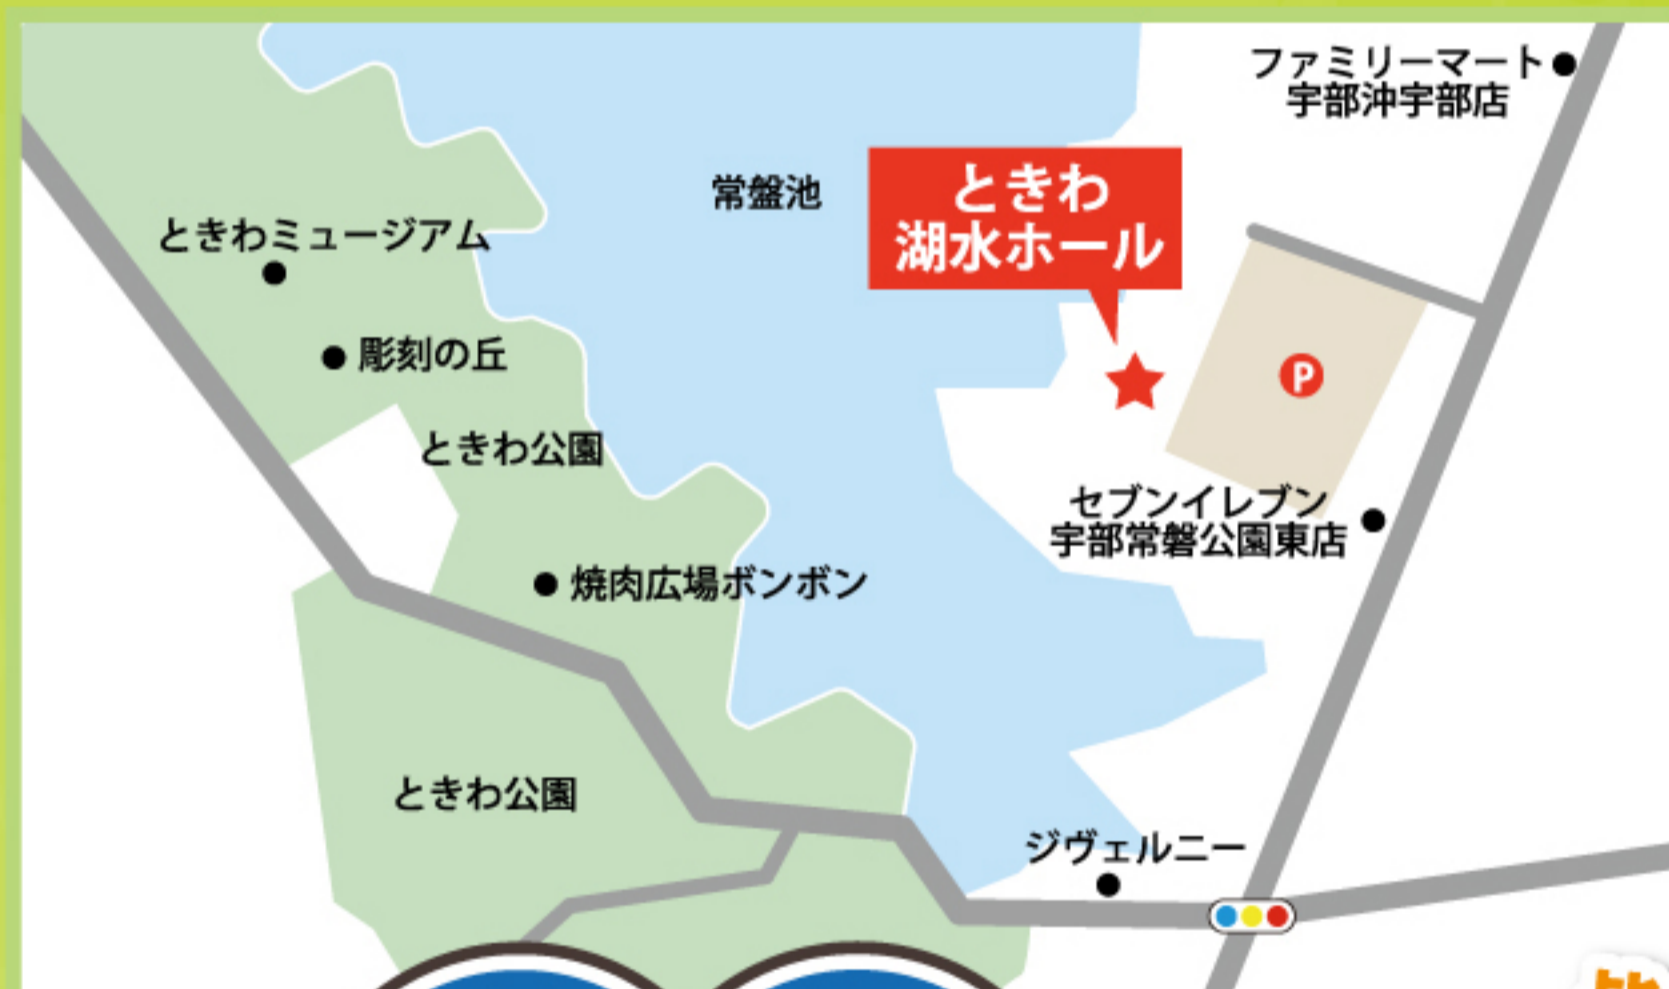 ファミリーマート
宇部沖宇部店
ときわ
湖水ホール
常盤池
ときわミュージアム
彫刻の丘
P
ときわ公園
セブンイレブン
宇部常磐公園東店
焼肉広場ボンボン
ときわ公園
ジヴェルニー